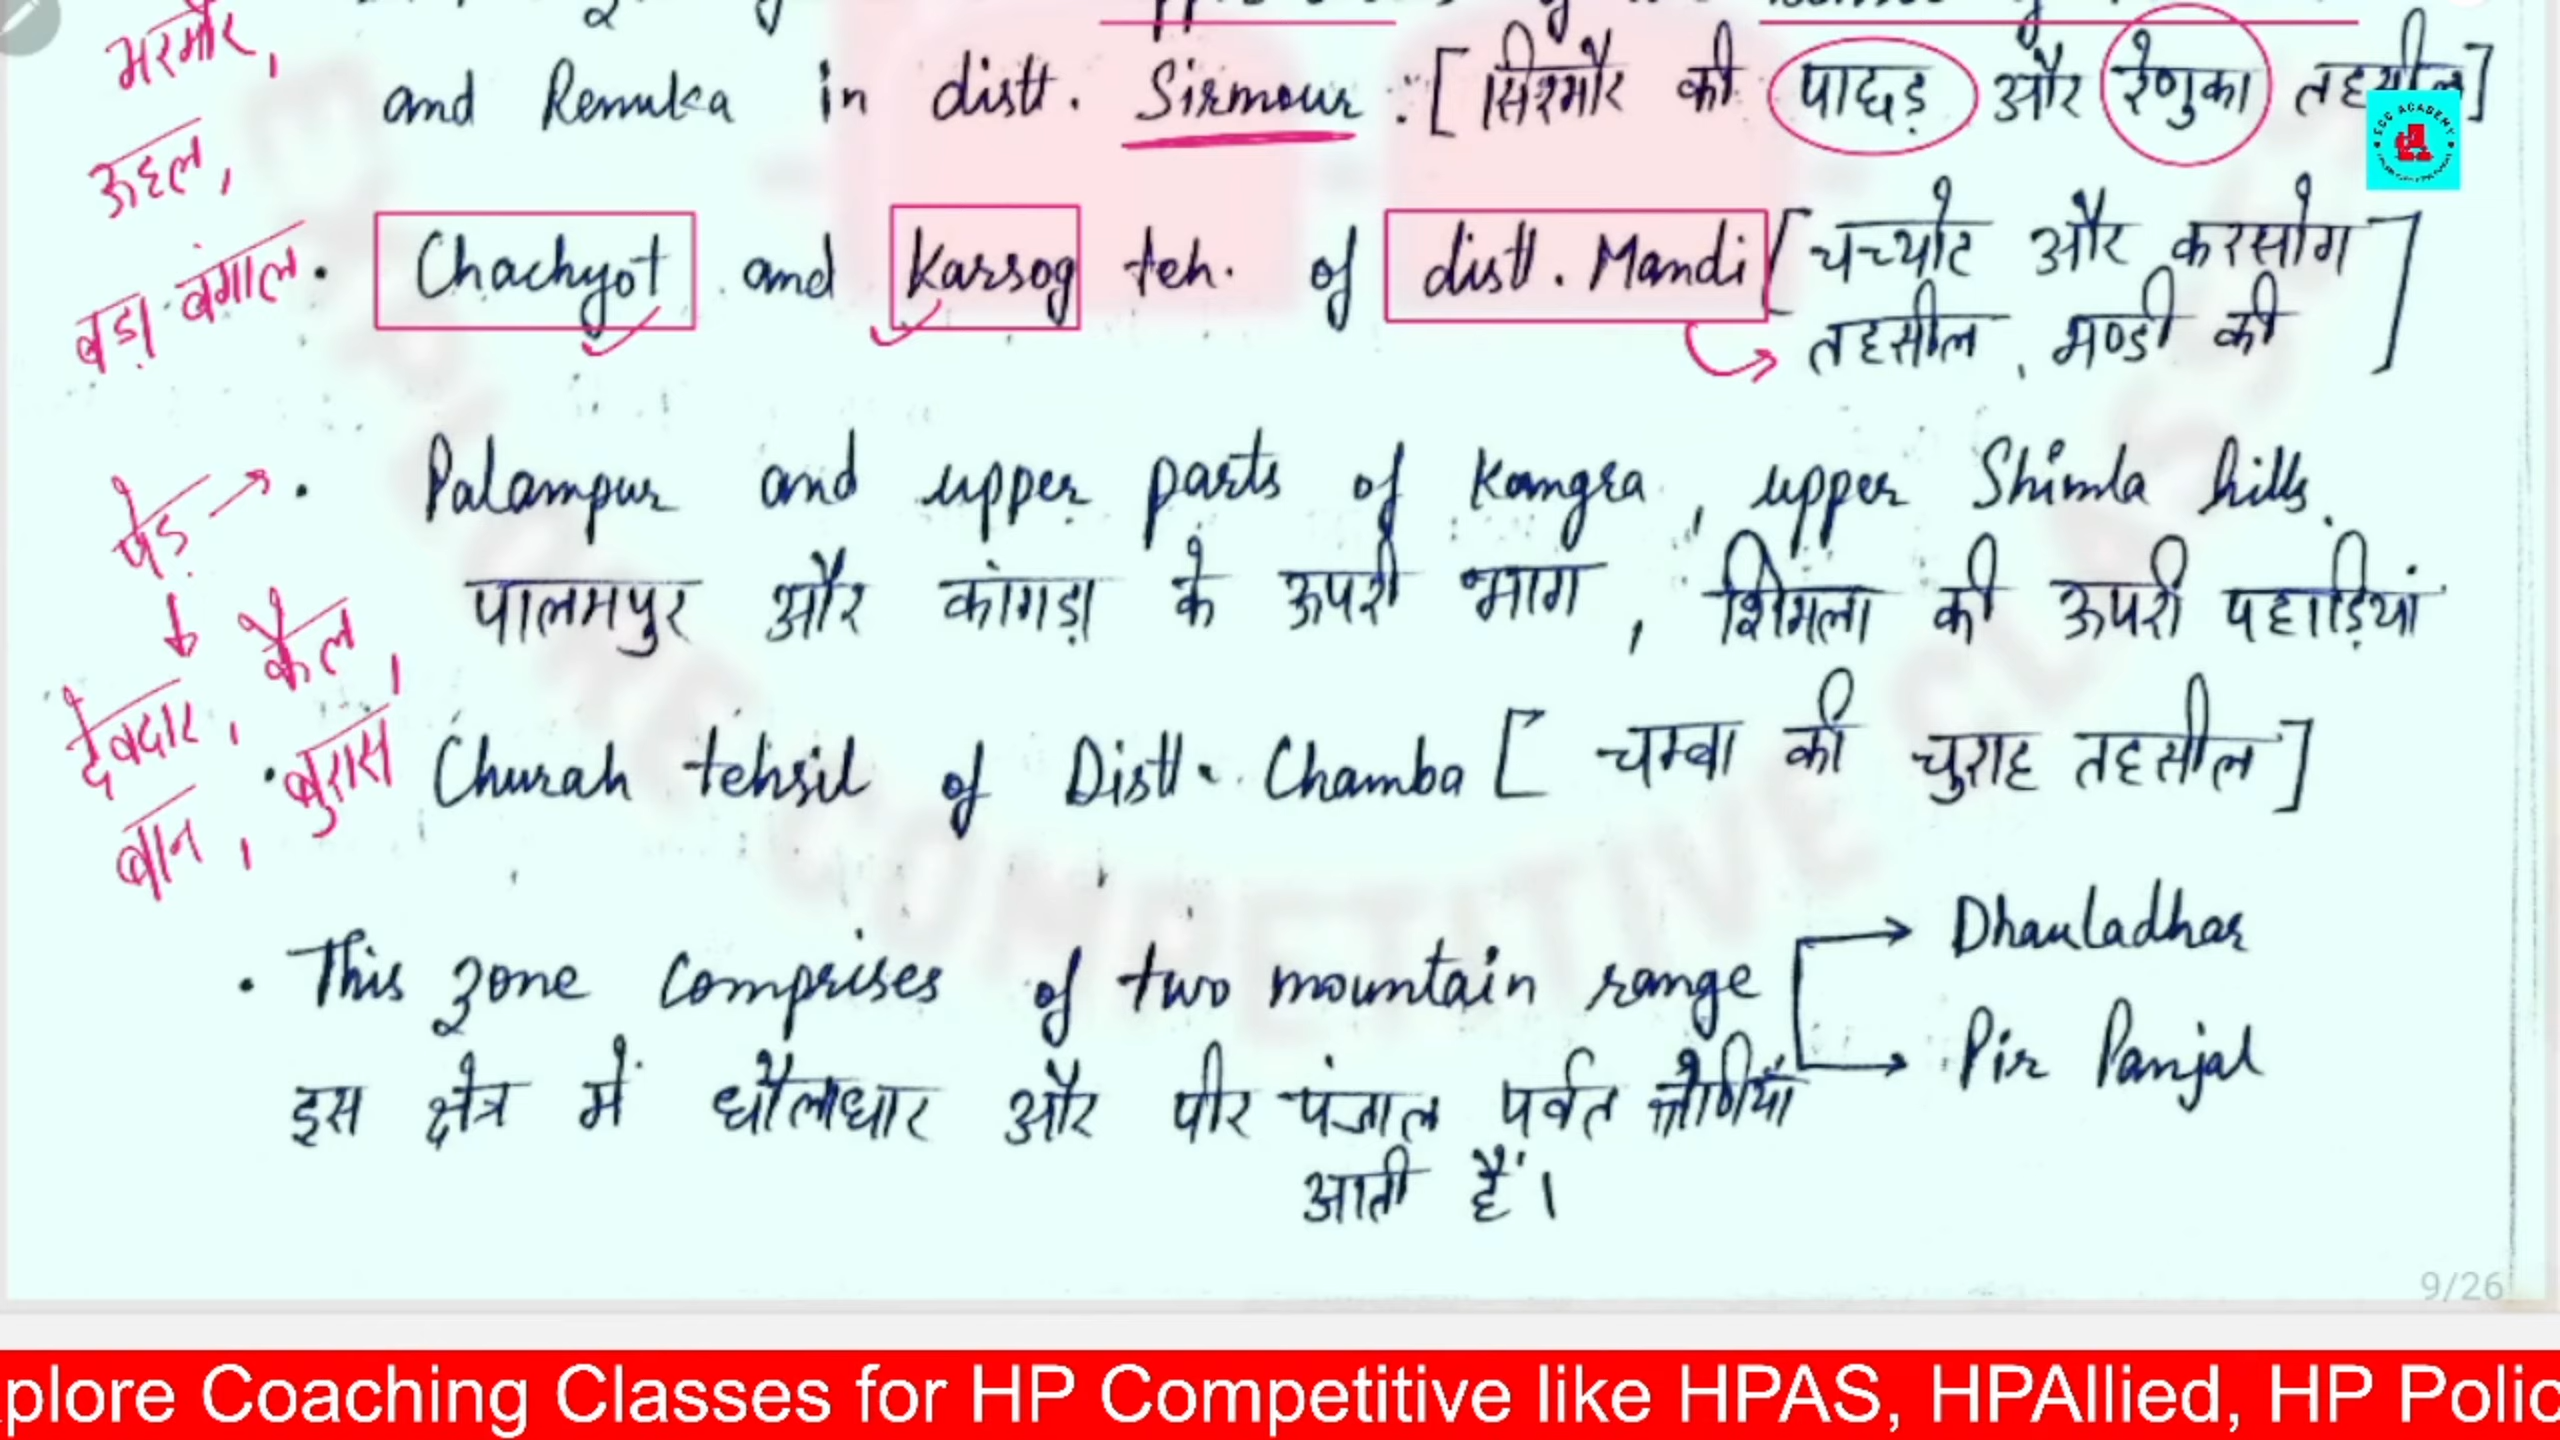 भरमौर,
and Renuka in distt. Sirmour :- [ सिरमौर की पाछड़ और रेणुका तहसील ]
ऊहल,
बड़ा बंगाल
• Chachyot and Karsog teh. of distt. Mandi [ चच्योट और करसोग
तहसील, मण्डी की ]
पेड़ →
• Palampur and upper parts of Kangra, upper Shimla hills.
पालमपुर और कांगड़ा के ऊपरी भाग, शिमला की ऊपरी पहाड़ियां
↓
देवदार, कैल,
बान, बुरास
• Churah tehsil of Distt. Chamba [ चम्बा की चुराह तहसील ]
• This zone comprises of two mountain range → Dhauladhar
→ Pir Panjal
इस क्षेत्र में धौलाधार और पीर पंजाल पर्वत श्रेणियाँ
आती हैं।
9/26
plore Coaching Classes for HP Competitive like HPAS, HPAllied, HP Polic